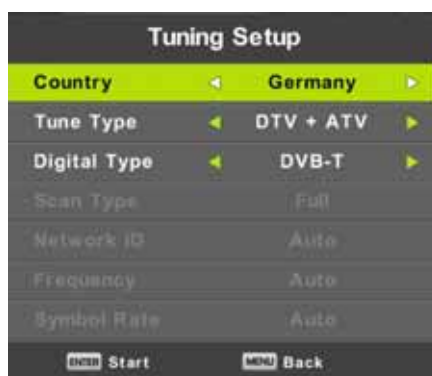 Tuning Setup
Country Germany
Tune Type DTV + ATV
Digital Type DVB-T
Scan Type Full
Network ID Auto
Frequency Auto
Symbol Rate Auto
ENTER Start MENU Back